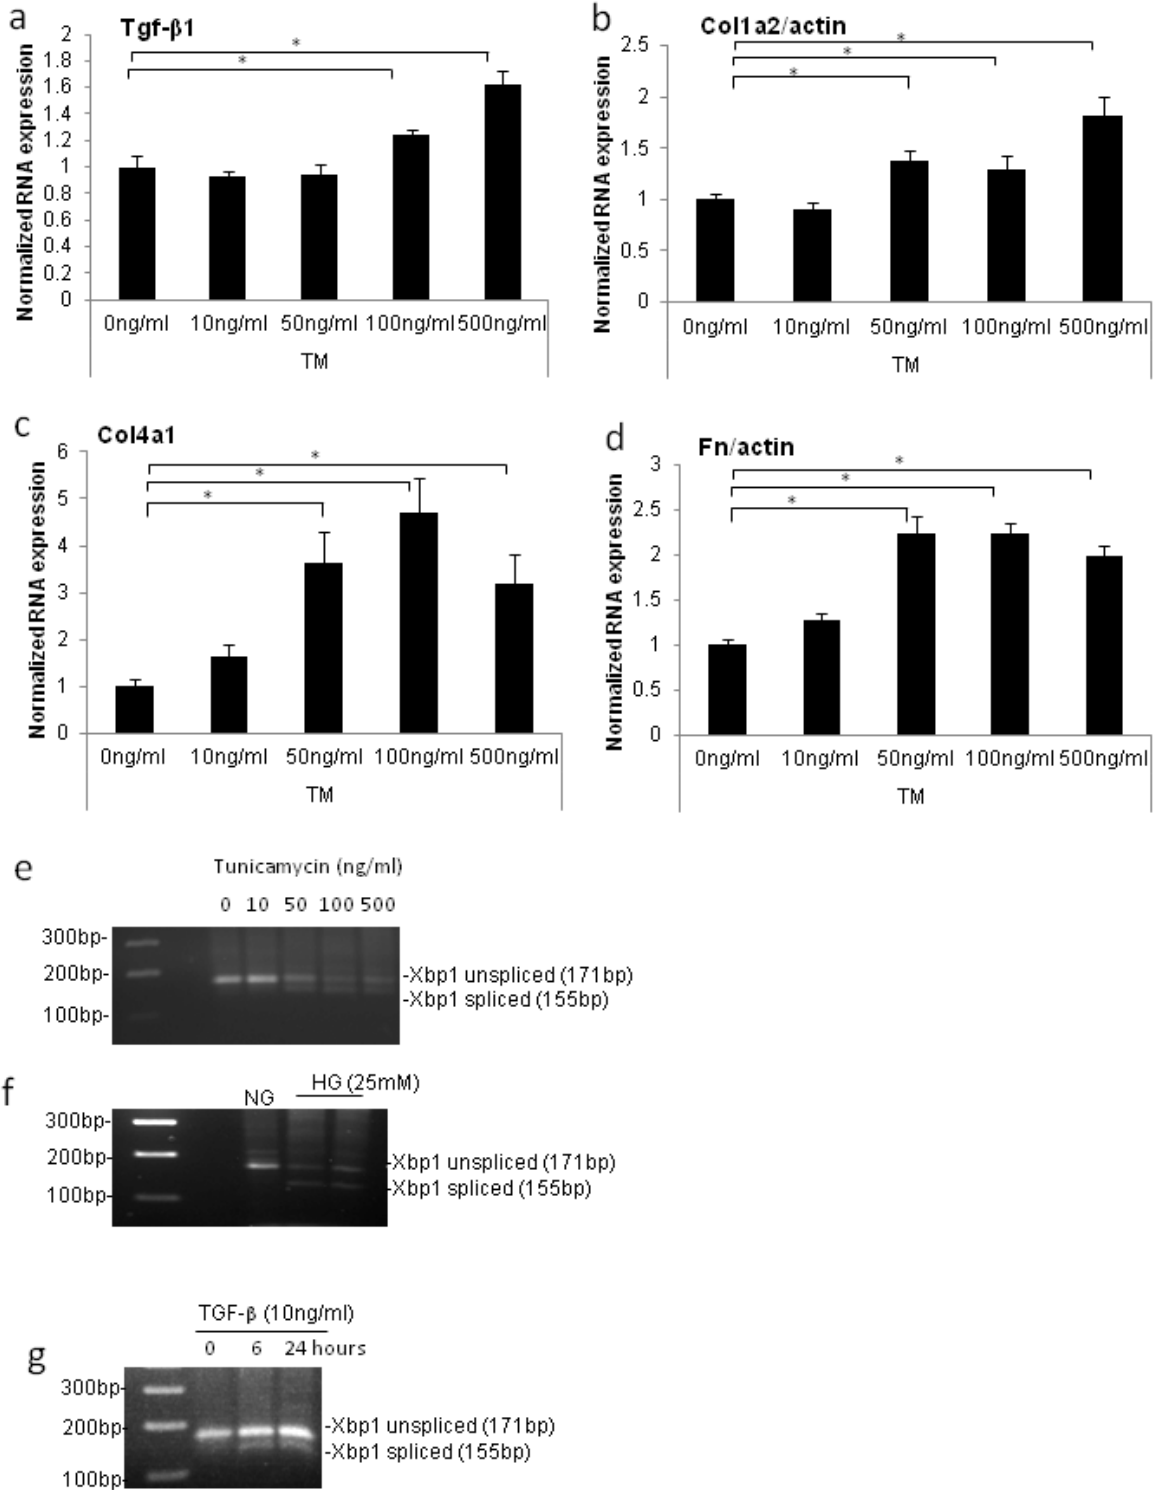 a
Tgf-β1
*
*
Normalized RNA expression
2
1.8
1.6
1.4
1.2
1
0.8
0.6
0.4
0.2
0
0ng/ml 10ng/ml 50ng/ml 100ng/ml 500ng/ml
TM
b
Col1a2/actin
*
*
*
Normalized RNA expression
2.5
2
1.5
1
0.5
0
0ng/ml 10ng/ml 50ng/ml 100ng/ml 500ng/ml
TM
c
Col4a1
*
*
*
Normalized RNA expression
6
5
4
3
2
1
0
0ng/ml 10ng/ml 50ng/ml 100ng/ml 500ng/ml
TM
d
Fn/actin
*
*
*
Normalized RNA expression
3
2.5
2
1.5
1
0.5
0
0ng/ml 10ng/ml 50ng/ml 100ng/ml 500ng/ml
TM
e
Tunicamycin (ng/ml)
0 10 50 100 500
300bp-
200bp-
100bp-
-Xbp1 unspliced (171bp)
-Xbp1 spliced (155bp)
f
NG
HG (25mM)
300bp-
200bp-
100bp-
-Xbp1 unspliced (171bp)
-Xbp1 spliced (155bp)
g
TGF-β (10ng/ml)
0 6 24 hours
300bp-
200bp-
100bp-
-Xbp1 unspliced (171bp)
-Xbp1 spliced (155bp)